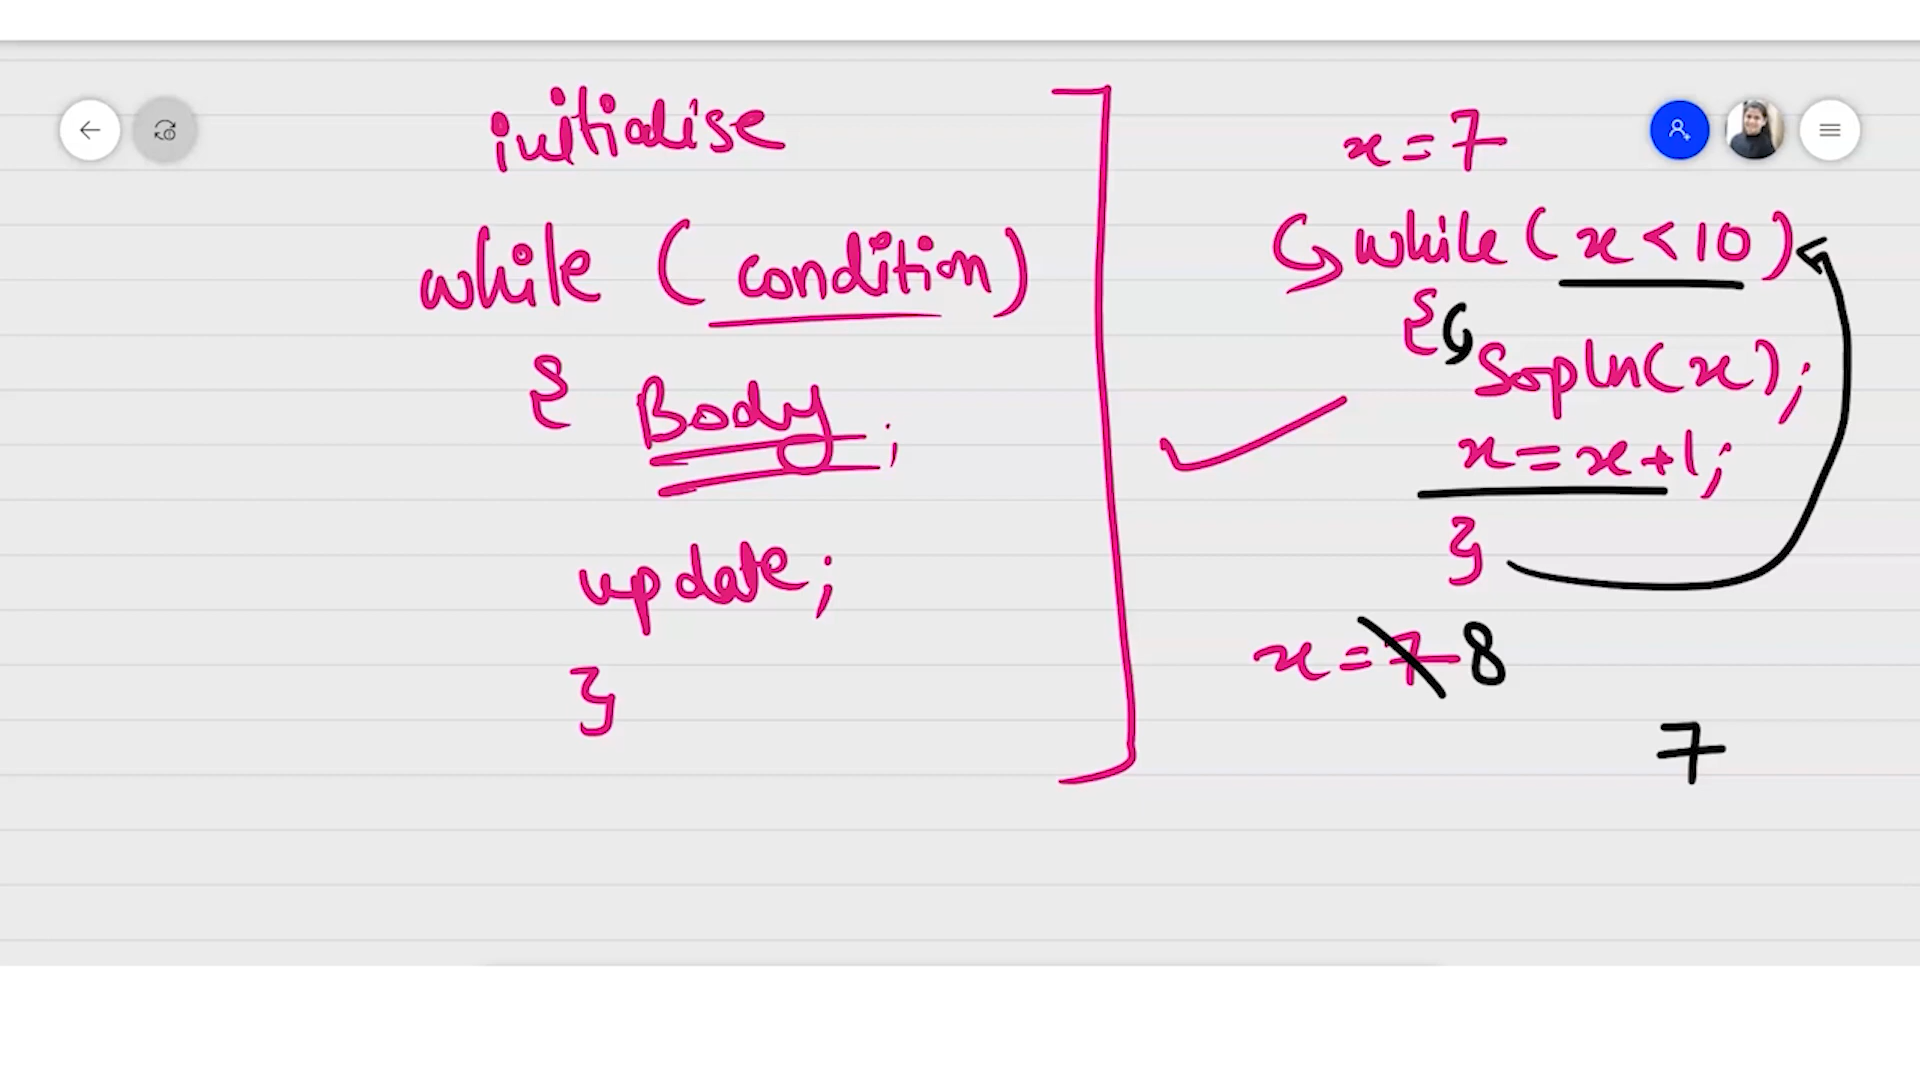 initialise
while (condition)
{ Body ;
update;
}
x=7
while (x<10)
{
Sopln(x);
x=x+1;
}
x=7 8
7